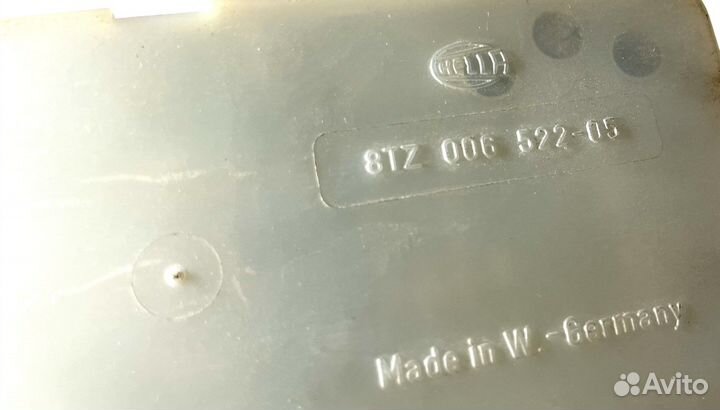 HELLA
8TZ 006 522-05
Made in W.-Germany
Avito